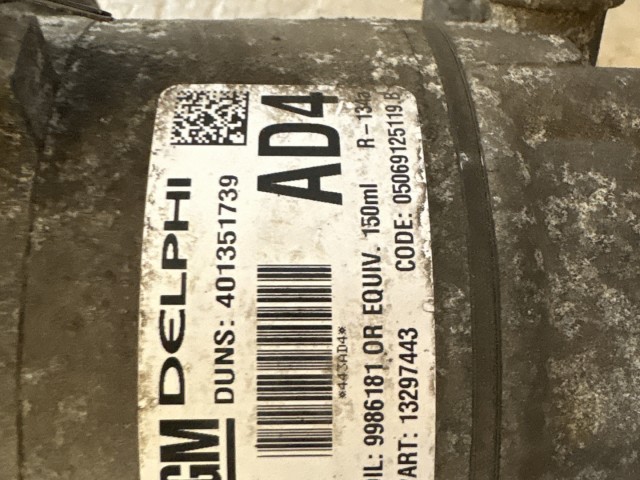 GM DELPHI
DUNS: 401351739
AD4
*443AD4*
OIL: 9986181 OR EQUIV. 150ml R-134a
PART: 13297443 CODE: 05069125119.B